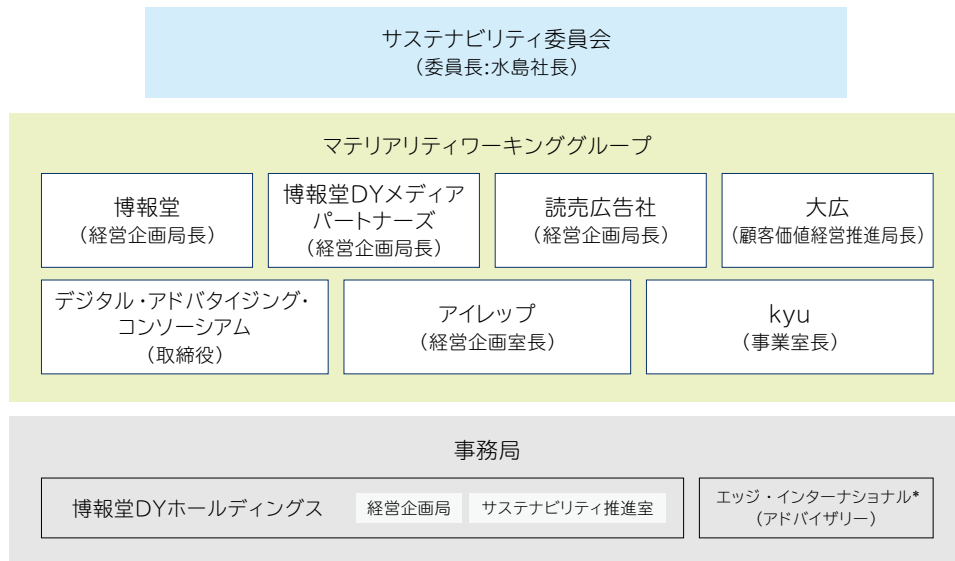 サステナビリティ委員会
（委員長:水島社長）
マテリアリティワーキンググループ
博報堂
（経営企画局長）
博報堂DYメディア
パートナーズ
（経営企画局長）
読売広告社
（経営企画局長）
大広
（顧客価値経営推進局長）
デジタル・アドバタイジング・
コンソーシアム
（取締役）
アイレップ
（経営企画室長）
kyu
（事業室長）
事務局
博報堂DYホールディングス
経営企画局
サステナビリティ推進室
エッジ・インターナショナル*
（アドバイザリー）